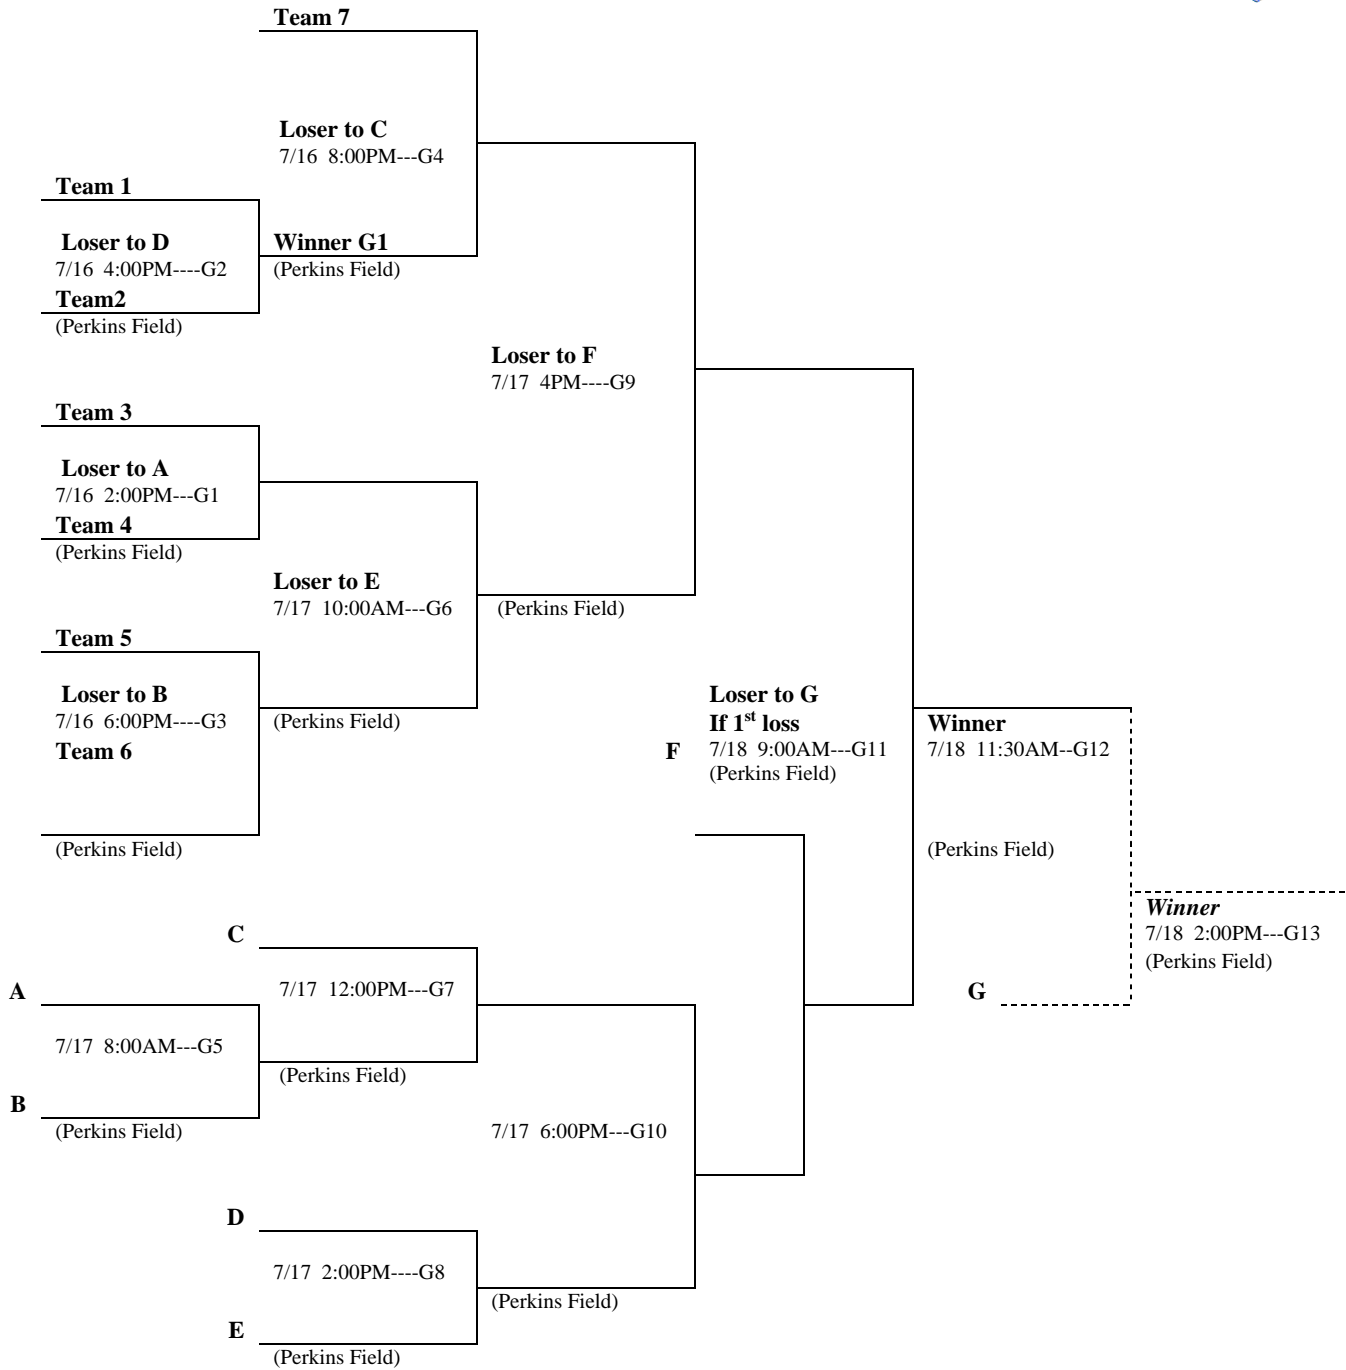 Team 7
Loser to C
7/16 8:00PM---G4
Team 1
Loser to D
7/16 4:00PM----G2
Team2
(Perkins Field)
Winner G1
(Perkins Field)
Loser to F
7/17 4PM----G9
Team 3
Loser to A
7/16 2:00PM---G1
Team 4
(Perkins Field)
Loser to E
7/17 10:00AM---G6
(Perkins Field)
Team 5
Loser to B
7/16 6:00PM----G3
Team 6
(Perkins Field)
(Perkins Field)
F
Loser to G
If 1st loss
7/18 9:00AM---G11
(Perkins Field)
Winner
7/18 11:30AM--G12
(Perkins Field)
Winner
7/18 2:00PM---G13
(Perkins Field)
G
C
7/17 12:00PM---G7
(Perkins Field)
A
7/17 8:00AM---G5
B
(Perkins Field)
7/17 6:00PM---G10
(Perkins Field)
D
7/17 2:00PM----G8
E
(Perkins Field)